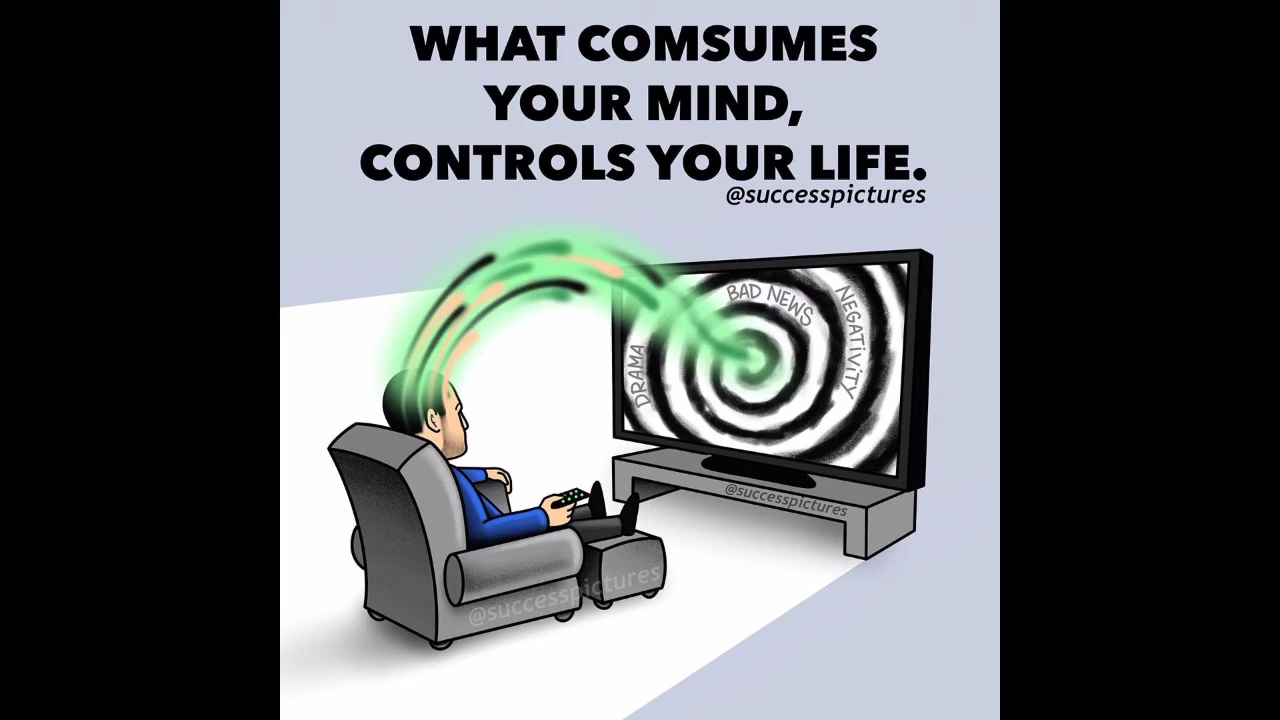 WHAT COMSUMES
YOUR MIND,
CONTROLS YOUR LIFE.
@successpictures
BAD NEWS
NEGATiViTY
DRAMA
@successpictures
@successpictures